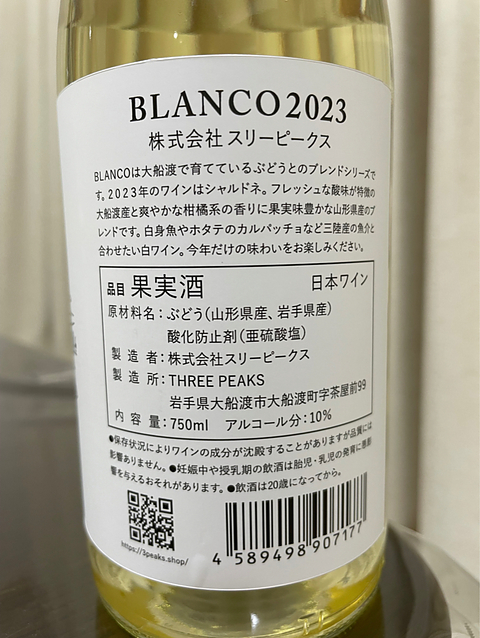 BLANCO2023
株式会社 スリーピークス
BLANCOは大船渡で育てているぶどうとのブレンドシリーズで
す。2023年のワインはシャルドネ。フレッシュな酸味が特徴の
大船渡産と爽やかな柑橘系の香りに果実味豊かな山形県産のブ
レンドです。白身魚やホタテのカルパッチョなど三陸産の魚介と
合わせたい白ワイン。今年だけの味わいをお楽しみください。
品目 果実酒 日本ワイン
原材料名：ぶどう（山形県産、岩手県産）
酸化防止剤（亜硫酸塩）
製造者：株式会社スリーピークス
製造所：THREE PEAKS
岩手県大船渡市大船渡町字茶屋前99
内容量：750ml アルコール分：10%
●保存状況によりワインの成分が沈殿することがありますが品質には
影響ありません。●妊娠中や授乳期の飲酒は胎児・乳児の発育に悪影
響を与えるおそれがあります。●飲酒は20歳になってから。
https://3peaks.shop/
4 589498 907177